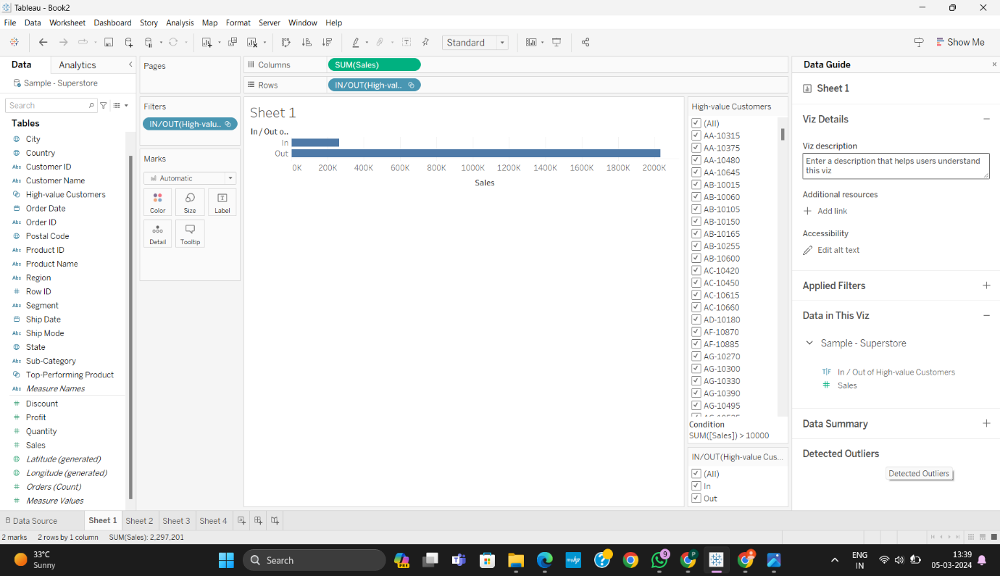 Tableau - Book2
File Data Worksheet Dashboard Story Analysis Map Format Server Window Help
Standard
Show Me
Data
Analytics
Sample - Superstore
Search
Tables
City
Country
Abc Customer ID
Abc Customer Name
High-value Customers
Order Date
Abc Order ID
Postal Code
Abc Product ID
Abc Product Name
Abc Region
# Row ID
Abc Segment
Ship Date
Abc Ship Mode
State
Abc Sub-Category
Top-Performing Product
Abc Measure Names
# Discount
# Profit
# Quantity
# Sales
Latitude (generated)
Longitude (generated)
# Orders (Count)
# Measure Values
Pages
Filters
IN/OUT(High-valu..
Marks
Automatic
Color
Size
Label
Detail
Tooltip
Columns
SUM(Sales)
Rows
IN/OUT(High-val..
Sheet 1
In / Out o..
In
Out
0K 200K 400K 600K 800K 1000K 1200K 1400K 1600K 1800K 2000K
Sales
High-value Customers
(All)
AA-10315
AA-10375
AA-10480
AA-10645
AB-10015
AB-10060
AB-10105
AB-10150
AB-10165
AB-10255
AB-10600
AC-10420
AC-10450
AC-10615
AC-10660
AD-10180
AF-10870
AF-10885
AG-10270
AG-10300
AG-10330
AG-10390
AG-10495
Condition
SUM([Sales]) > 10000
IN/OUT(High-value Cus...
(All)
In
Out
Data Guide
Sheet 1
Viz Details
Viz description
Enter a description that helps users understand
this viz
Additional resources
Add link
Accessibility
Edit alt text
Applied Filters
Data in This Viz
Sample - Superstore
T|F In / Out of High-value Customers
# Sales
Data Summary
Detected Outliers
Detected Outliers
Data Source
Sheet 1
Sheet 2
Sheet 3
Sheet 4
2 marks 2 rows by 1 column SUM(Sales): 2,297,201
33°C
Sunny
Search
PRE
myhp
9
P
ENG
IN
13:39
05-03-2024